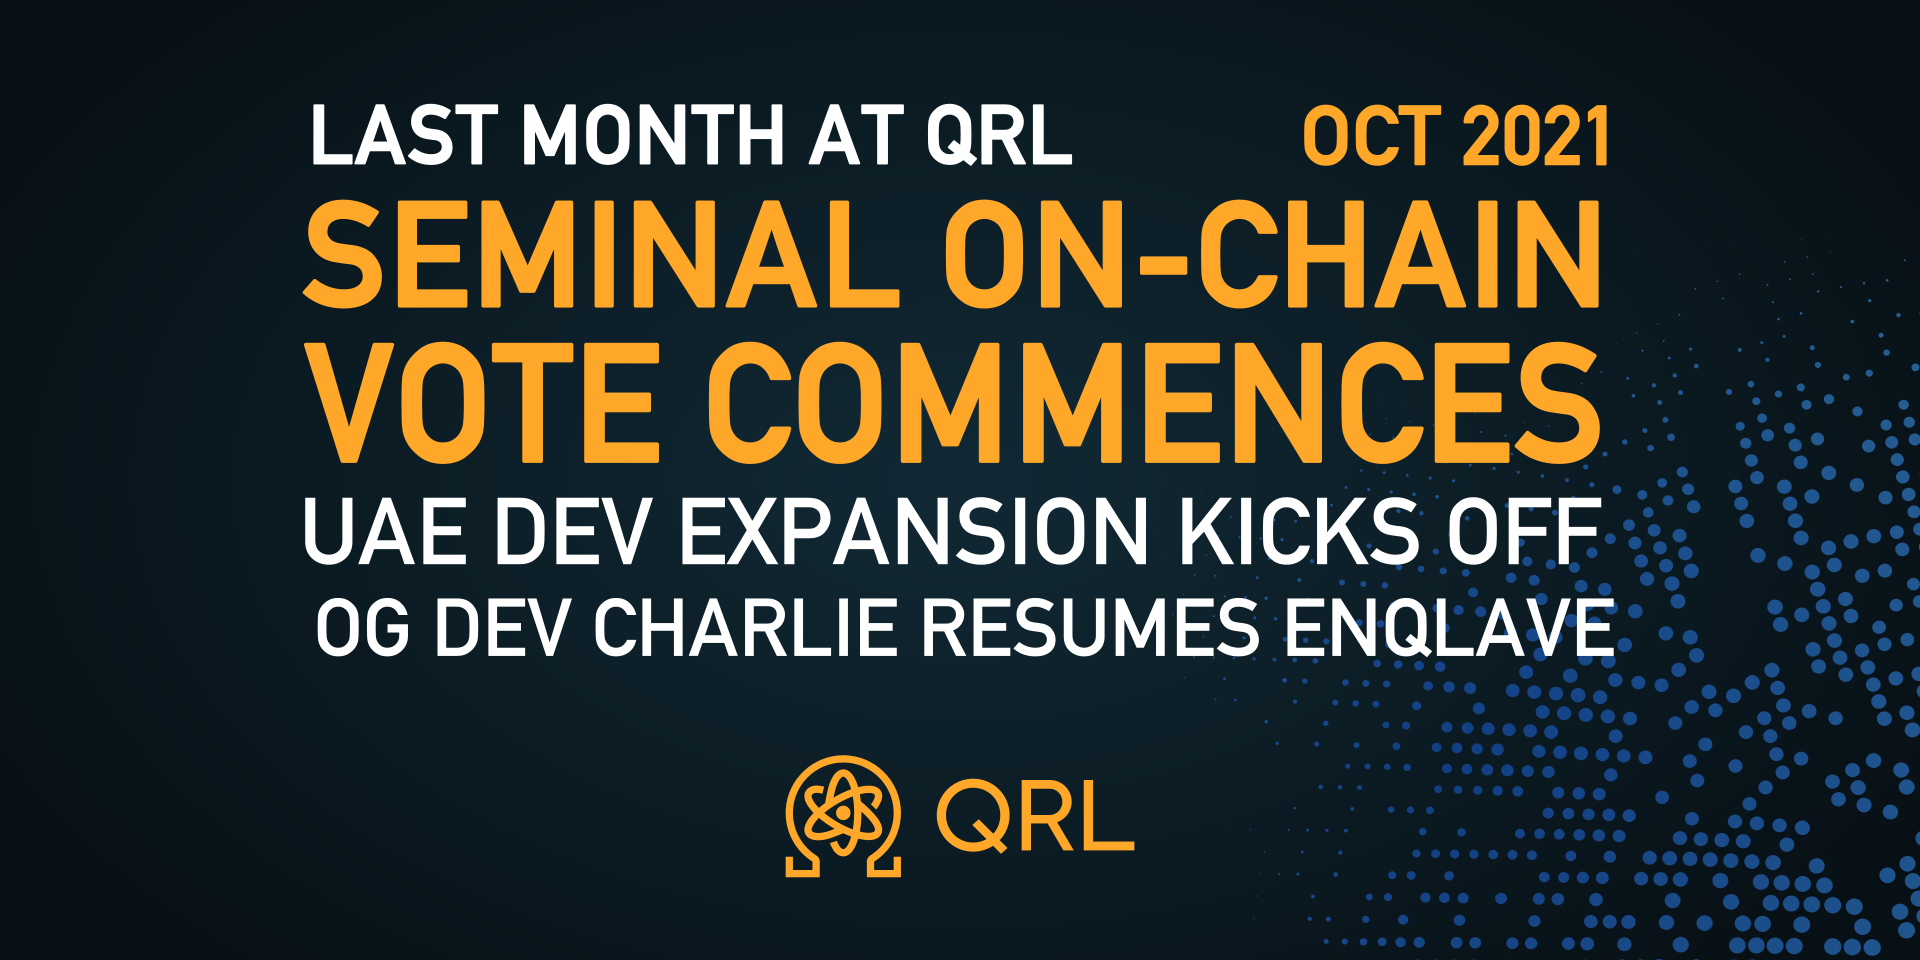 LAST MONTH AT QRL OCT 2021
SEMINAL ON-CHAIN
VOTE COMMENCES
UAE DEV EXPANSION KICKS OFF
OG DEV CHARLIE RESUMES ENQLAVE
QRL